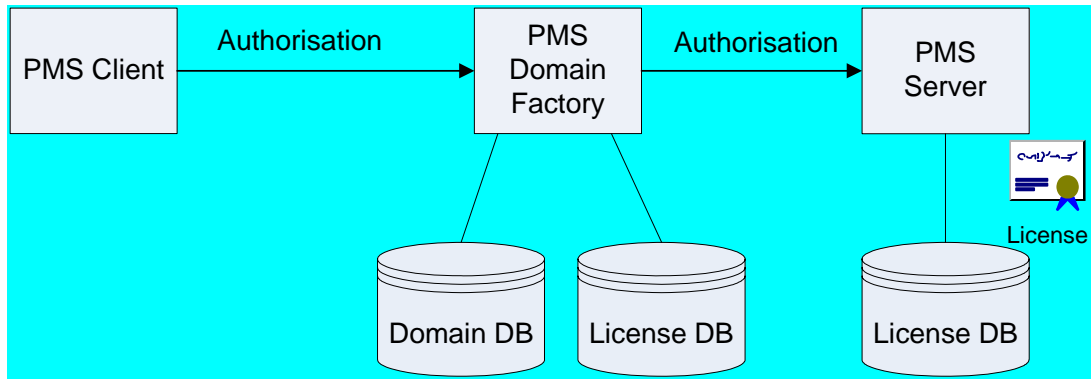 PMS Client
Authorisation
PMS
Domain
Factory
Authorisation
PMS
Server
License
Domain DB
License DB
License DB